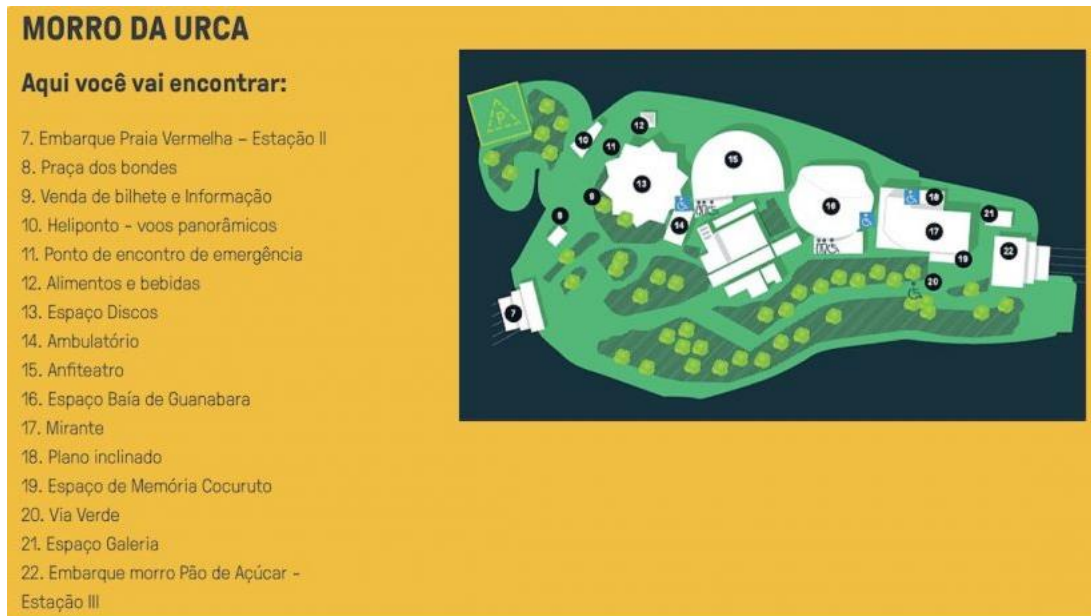 MORRO DA URCA
Aqui você vai encontrar:
7. Embarque Praia Vermelha – Estação II
8. Praça dos bondes
9. Venda de bilhete e Informação
10. Heliponto - voos panorâmicos
11. Ponto de encontro de emergência
12. Alimentos e bebidas
13. Espaço Discos
14. Ambulatório
15. Anfiteatro
16. Espaço Baía de Guanabara
17. Mirante
18. Plano inclinado
19. Espaço de Memória Cocuruto
20. Via Verde
21. Espaço Galeria
22. Embarque morro Pão de Açúcar -
Estação III
P
12
10
11
15
13
9
16
18
8
14
21
17
22
19
20
7